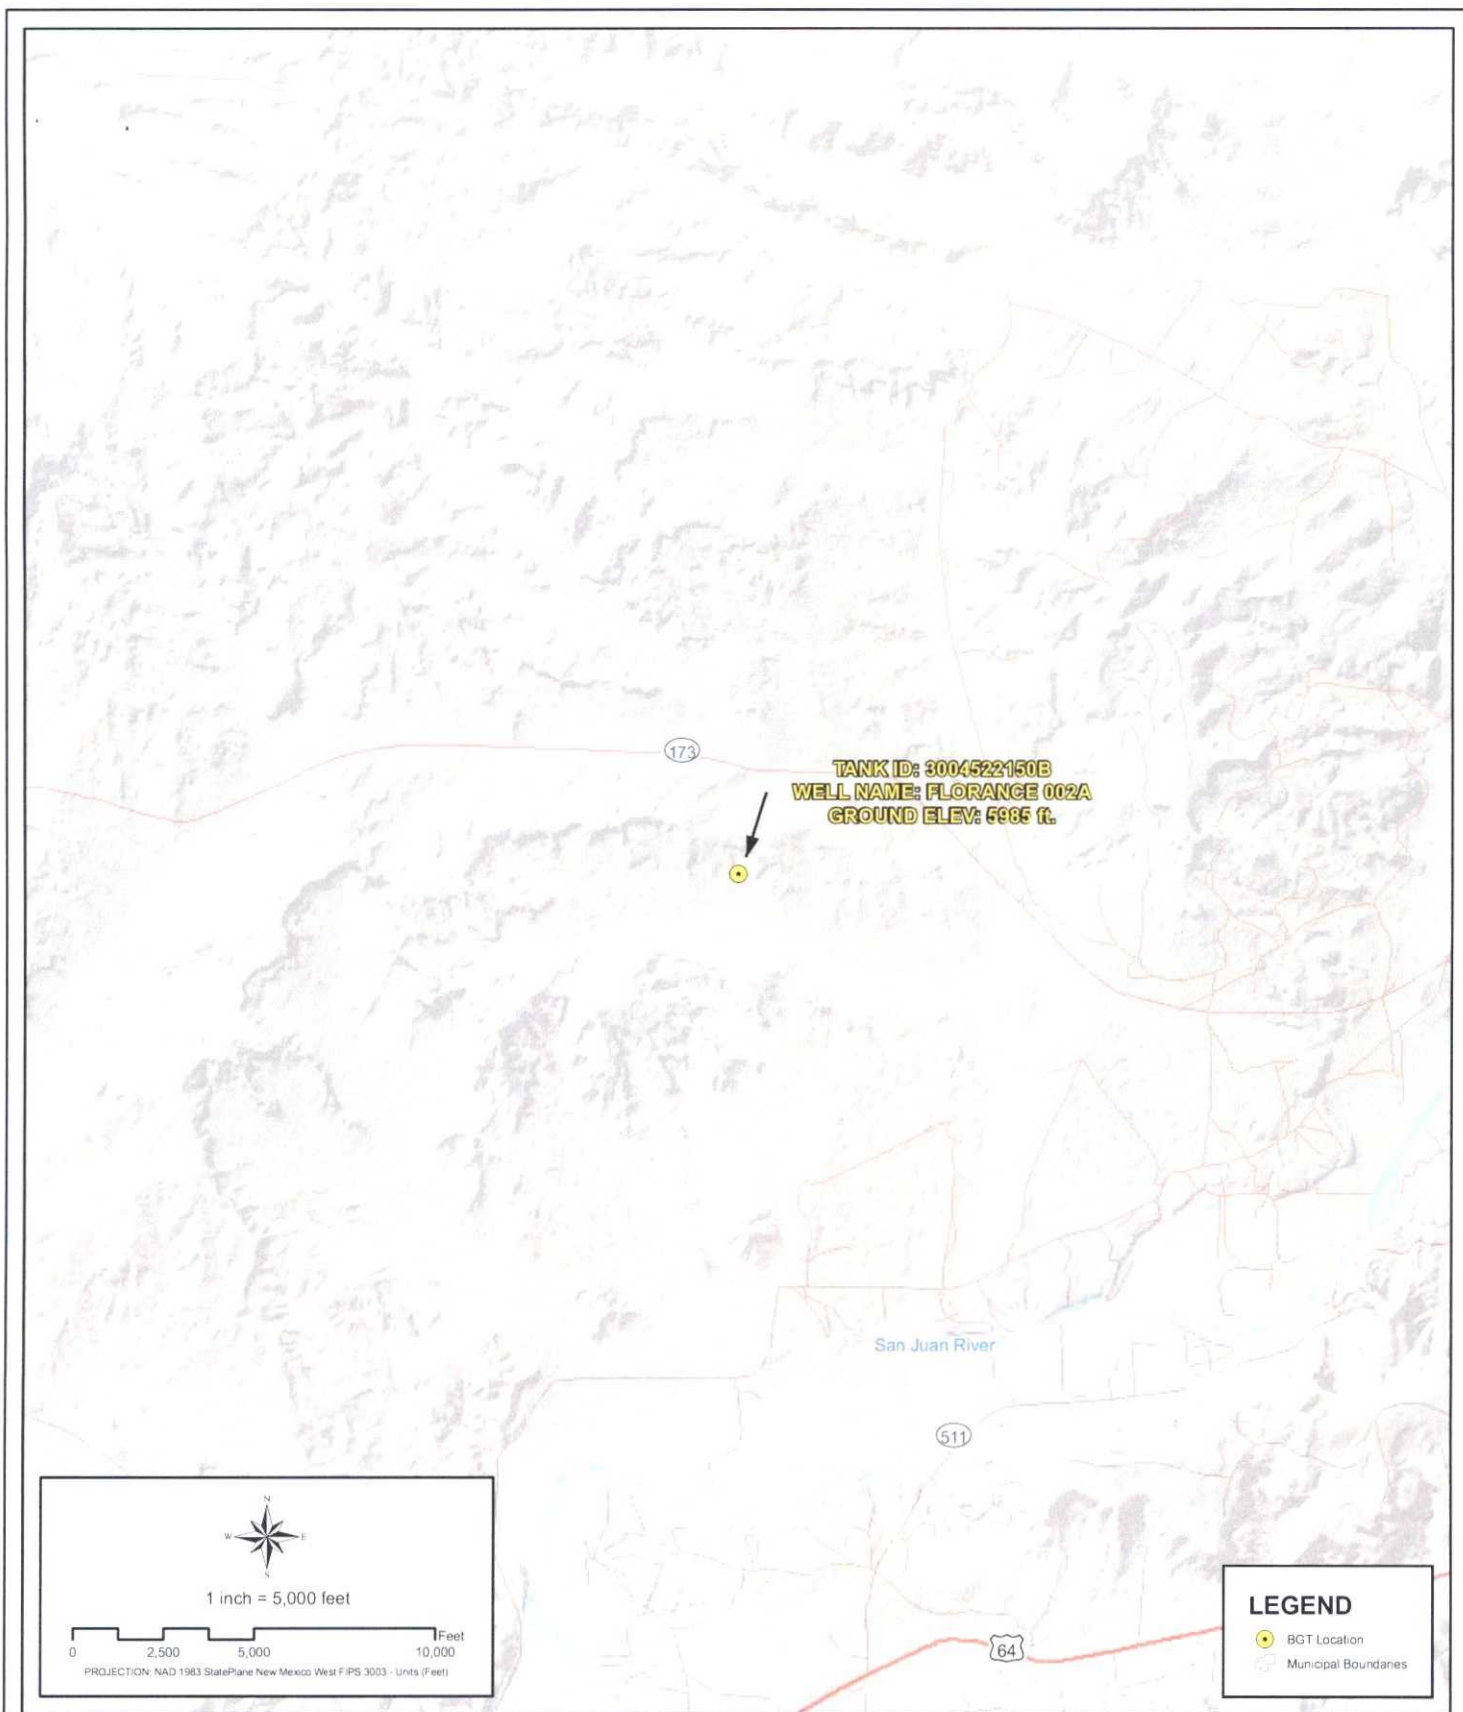 173
TANK ID: 3004522150B
WELL NAME: FLORANCE 002A
GROUND ELEV: 5985 ft.
San Juan River
511
64
N
W E
S
1 inch = 5,000 feet
Feet
0 2,500 5,000 10,000
PROJECTION: NAD 1983 StatePlane New Mexico West FIPS 3003 - Units (Feet)
LEGEND
BGT Location
Municipal Boundaries